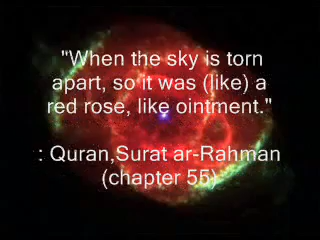 "When the sky is torn
apart, so it was (like) a
red rose, like ointment."
: Quran,Surat ar-Rahman
(chapter 55)